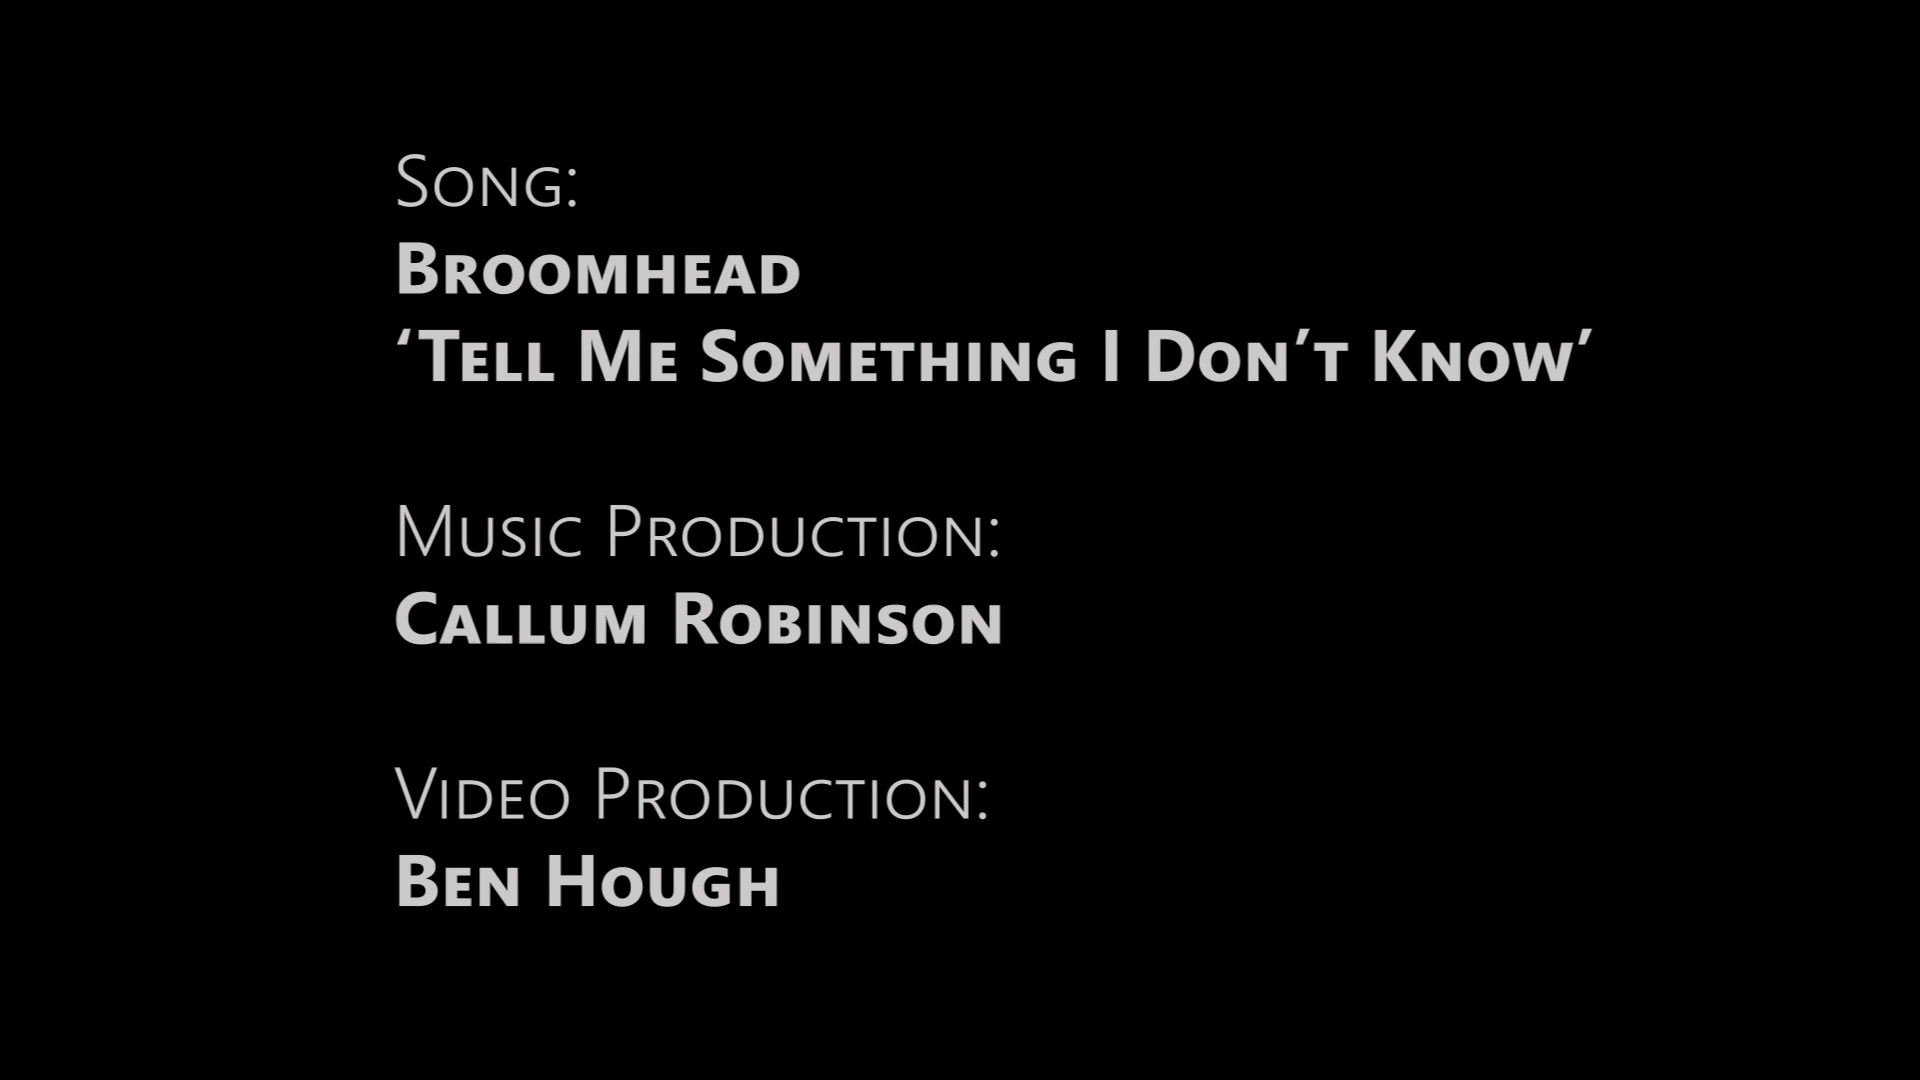 Song:
Broomhead
‘Tell Me Something I Don’t Know’
Music Production:
Callum Robinson
Video Production:
Ben Hough